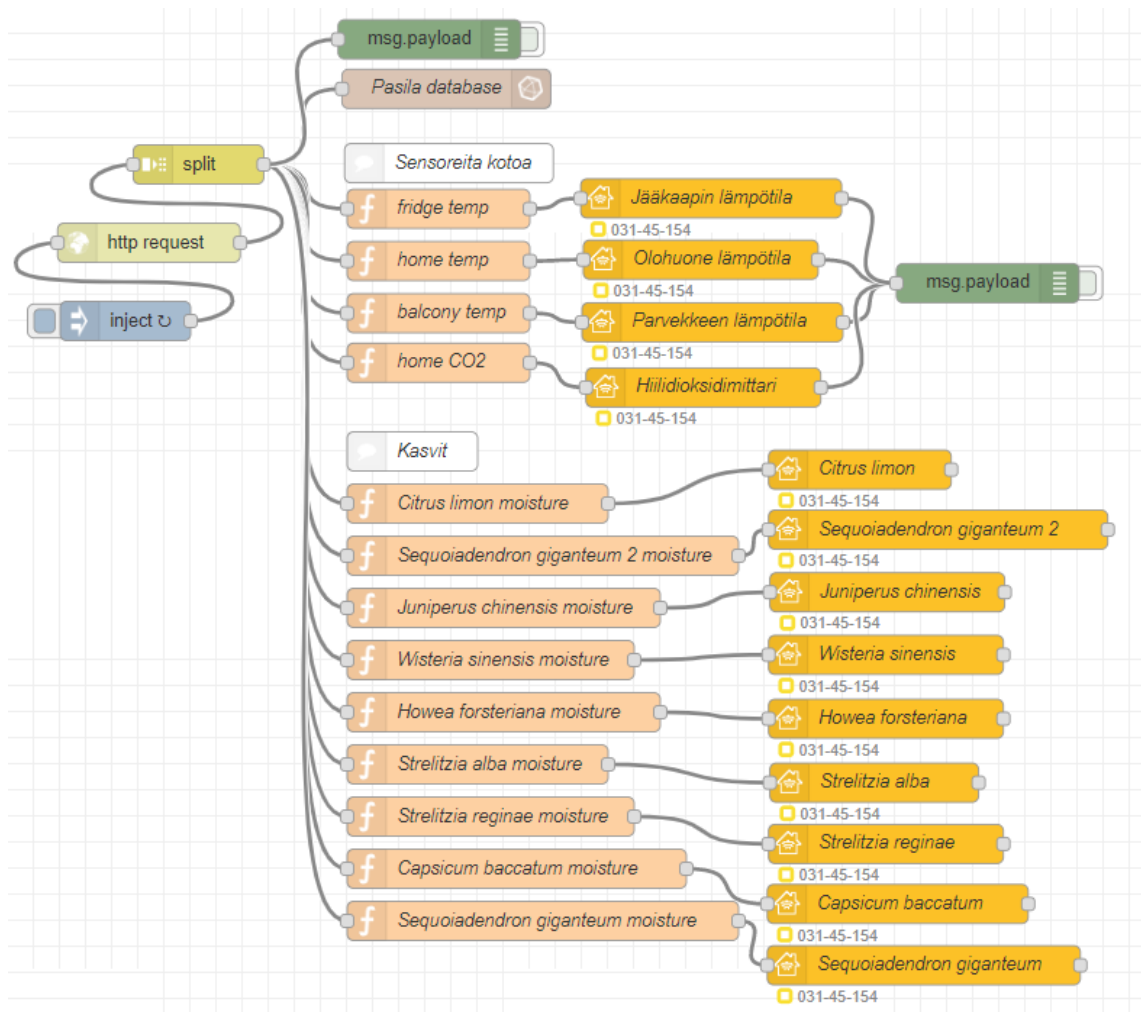 msg.payload
Pasila database
split
Sensoreita kotoa
fridge temp
Jääkaapin lämpötila
031-45-154
http request
home temp
Olohuone lämpötila
031-45-154
msg.payload
inject ↻
balcony temp
Parvekkeen lämpötila
031-45-154
home CO2
Hiilidioksidimittari
031-45-154
Kasvit
Citrus limon moisture
Citrus limon
031-45-154
Sequoiadendron giganteum 2 moisture
Sequoiadendron giganteum 2
031-45-154
Juniperus chinensis moisture
Juniperus chinensis
031-45-154
Wisteria sinensis moisture
Wisteria sinensis
031-45-154
Howea forsteriana moisture
Howea forsteriana
031-45-154
Strelitzia alba moisture
Strelitzia alba
031-45-154
Strelitzia reginae moisture
Strelitzia reginae
031-45-154
Capsicum baccatum moisture
Capsicum baccatum
031-45-154
Sequoiadendron giganteum moisture
Sequoiadendron giganteum
031-45-154